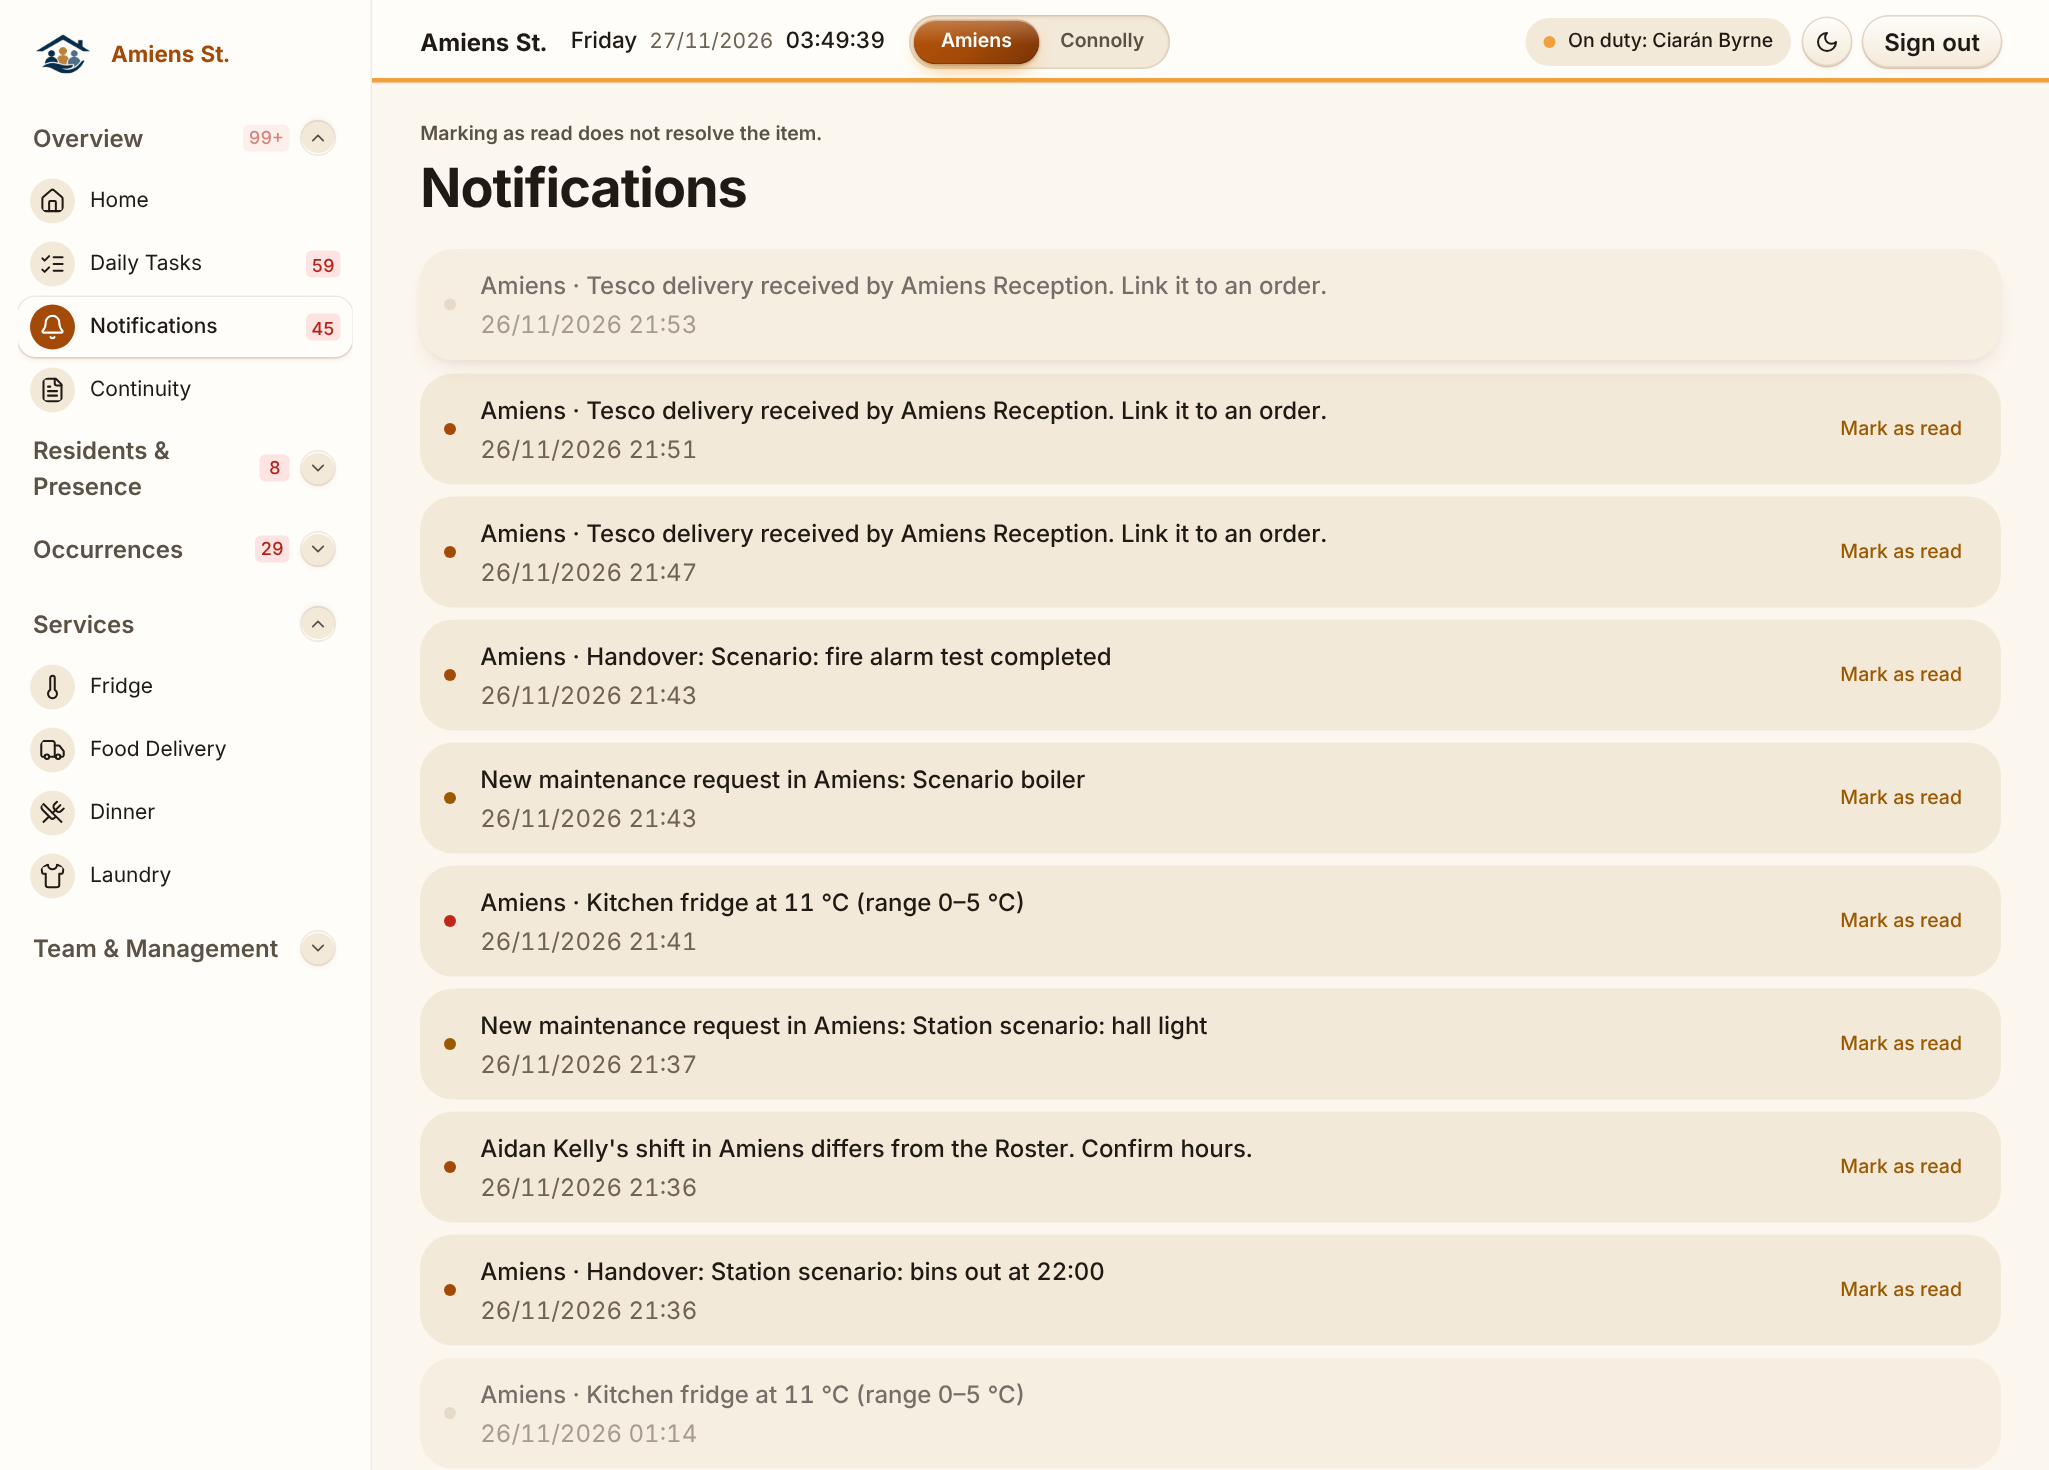 Amiens St.
Overview 99+
Home
Daily Tasks 59
Notifications 45
Continuity
Residents &
Presence 8
Occurrences 29
Services
Fridge
Food Delivery
Dinner
Laundry
Team & Management
Amiens St. Friday 27/11/2026 03:49:39 Amiens Connolly On duty: Ciarán Byrne Sign out
Marking as read does not resolve the item.
Notifications
Amiens · Tesco delivery received by Amiens Reception. Link it to an order.
26/11/2026 21:53
Amiens · Tesco delivery received by Amiens Reception. Link it to an order.
26/11/2026 21:51
Mark as read
Amiens · Tesco delivery received by Amiens Reception. Link it to an order.
26/11/2026 21:47
Mark as read
Amiens · Handover: Scenario: fire alarm test completed
26/11/2026 21:43
Mark as read
New maintenance request in Amiens: Scenario boiler
26/11/2026 21:43
Mark as read
Amiens · Kitchen fridge at 11 °C (range 0–5 °C)
26/11/2026 21:41
Mark as read
New maintenance request in Amiens: Station scenario: hall light
26/11/2026 21:37
Mark as read
Aidan Kelly's shift in Amiens differs from the Roster. Confirm hours.
26/11/2026 21:36
Mark as read
Amiens · Handover: Station scenario: bins out at 22:00
26/11/2026 21:36
Mark as read
Amiens · Kitchen fridge at 11 °C (range 0–5 °C)
26/11/2026 01:14